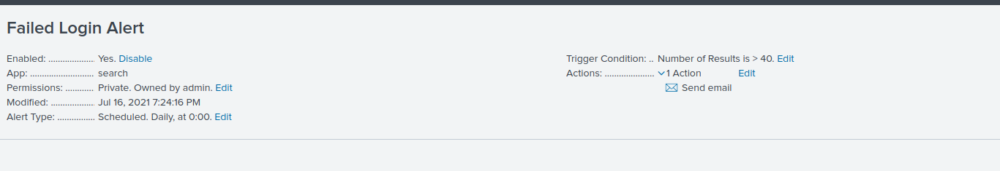 Failed Login Alert
Enabled: ................... Yes. Disable
App: .......................... search
Permissions: ............ Private. Owned by admin. Edit
Modified: .................. Jul 16, 2021 7:24:16 PM
Alert Type: ................ Scheduled. Daily, at 0:00. Edit
Trigger Condition: .. Number of Results is > 40. Edit
Actions: ..................... 1 Action Edit
Send email